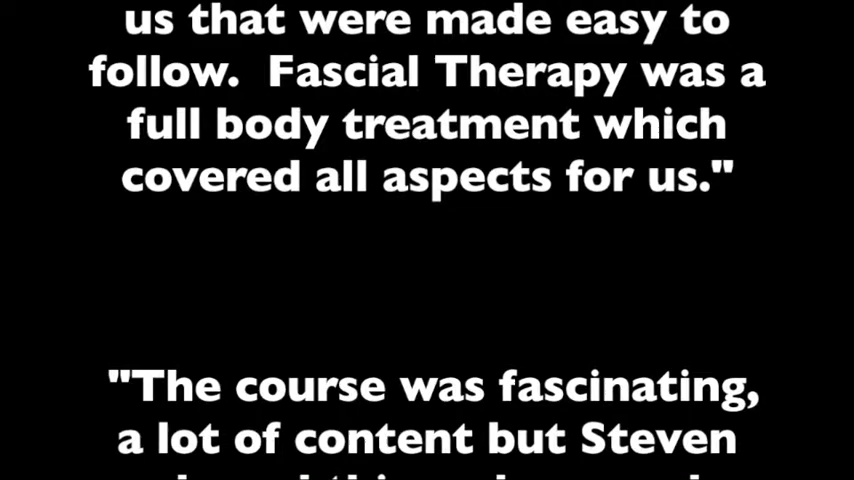 us that were made easy to
follow.  Fascial Therapy was a
full body treatment which
covered all aspects for us."
"The course was fascinating,
a lot of content but Steven